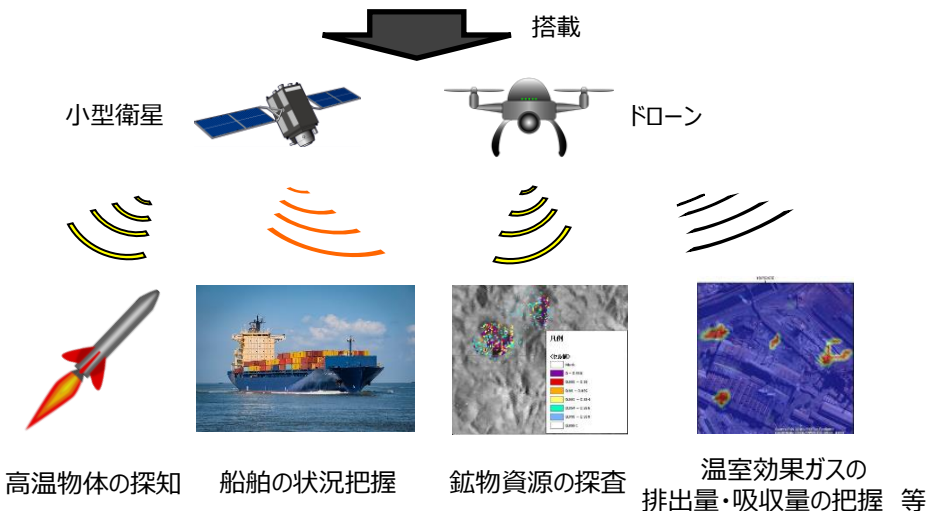 搭載
小型衛星
ドローン
凡例
高温物体の探知
船舶の状況把握
鉱物資源の探査
温室効果ガスの
排出量・吸収量の把握 等